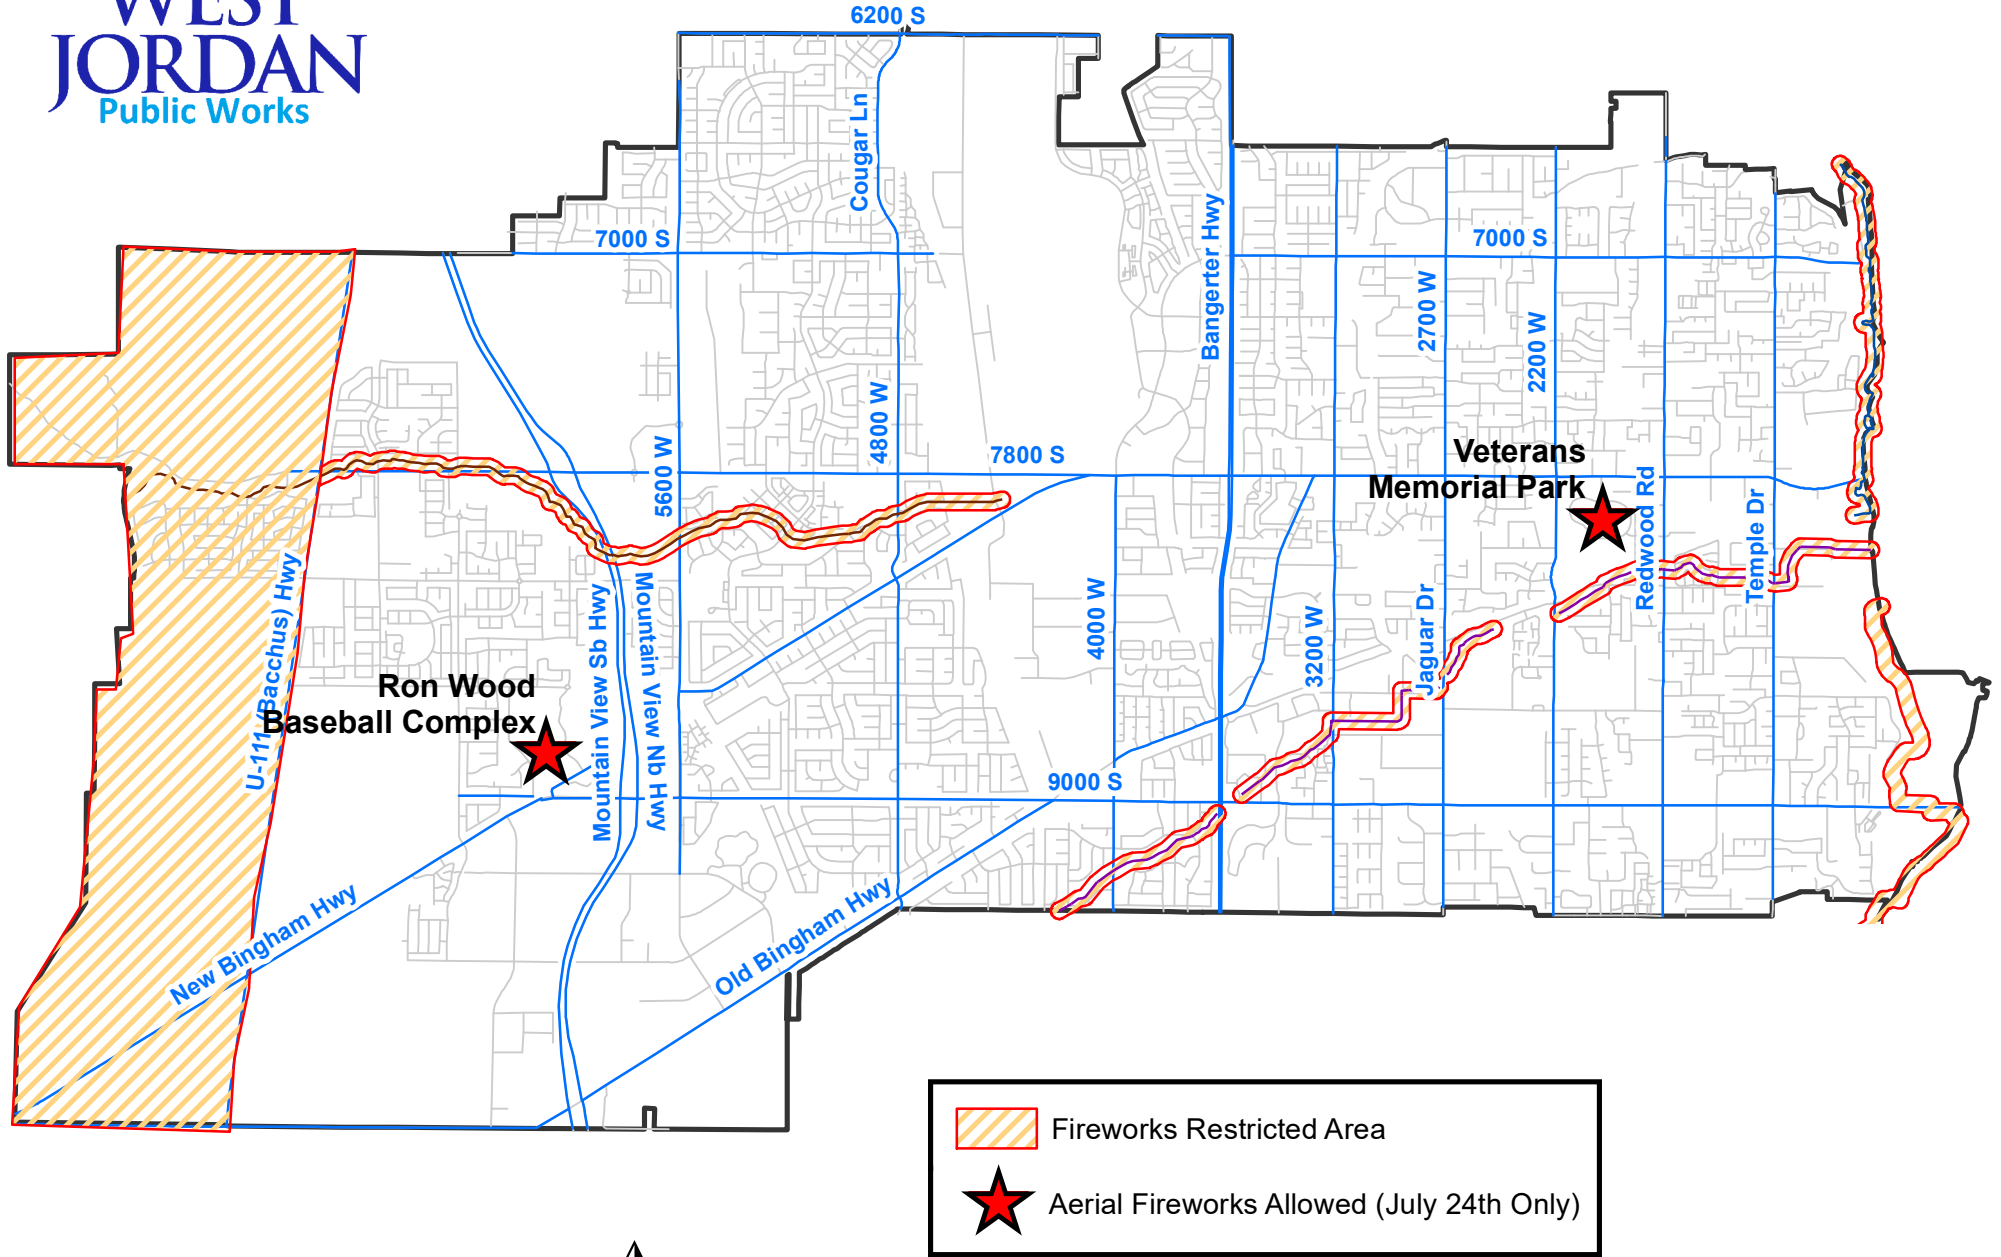 WEST
JORDAN
Public Works
6200 S
Cougar Ln
7000 S
7000 S
Bangerter Hwy
2700 W
2200 W
4800 W
5600 W
7800 S
Veterans
Memorial Park
Redwood Rd
Temple Dr
U-111 (Bacchus) Hwy
Mountain View Sb Hwy
Mountain View Nb Hwy
4000 W
3200 W
Jaguar Dr
Ron Wood
Baseball Complex
9000 S
New Bingham Hwy
Old Bingham Hwy
Fireworks Restricted Area
Aerial Fireworks Allowed (July 24th Only)